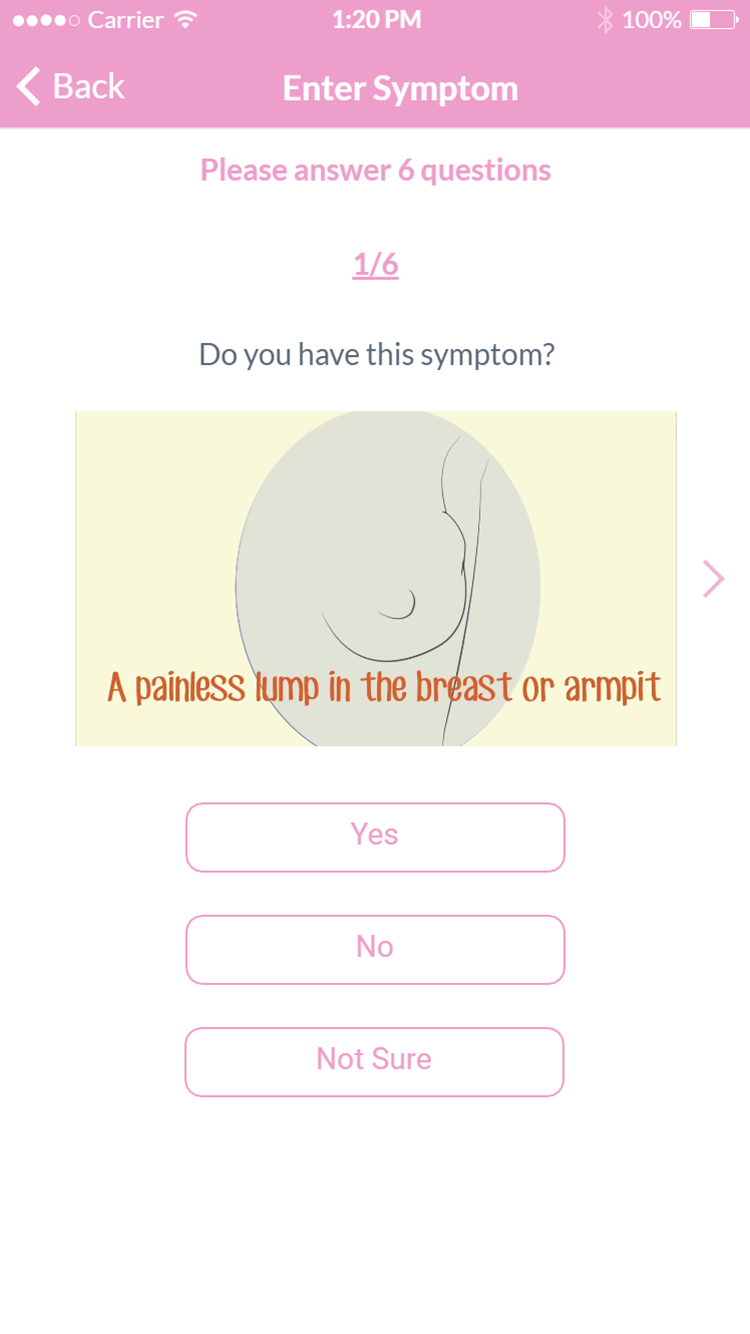 Carrier 1:20 PM 100%
Back Enter Symptom
Please answer 6 questions
1/6
Do you have this symptom?
A painless lump in the breast or armpit
Yes
No
Not Sure